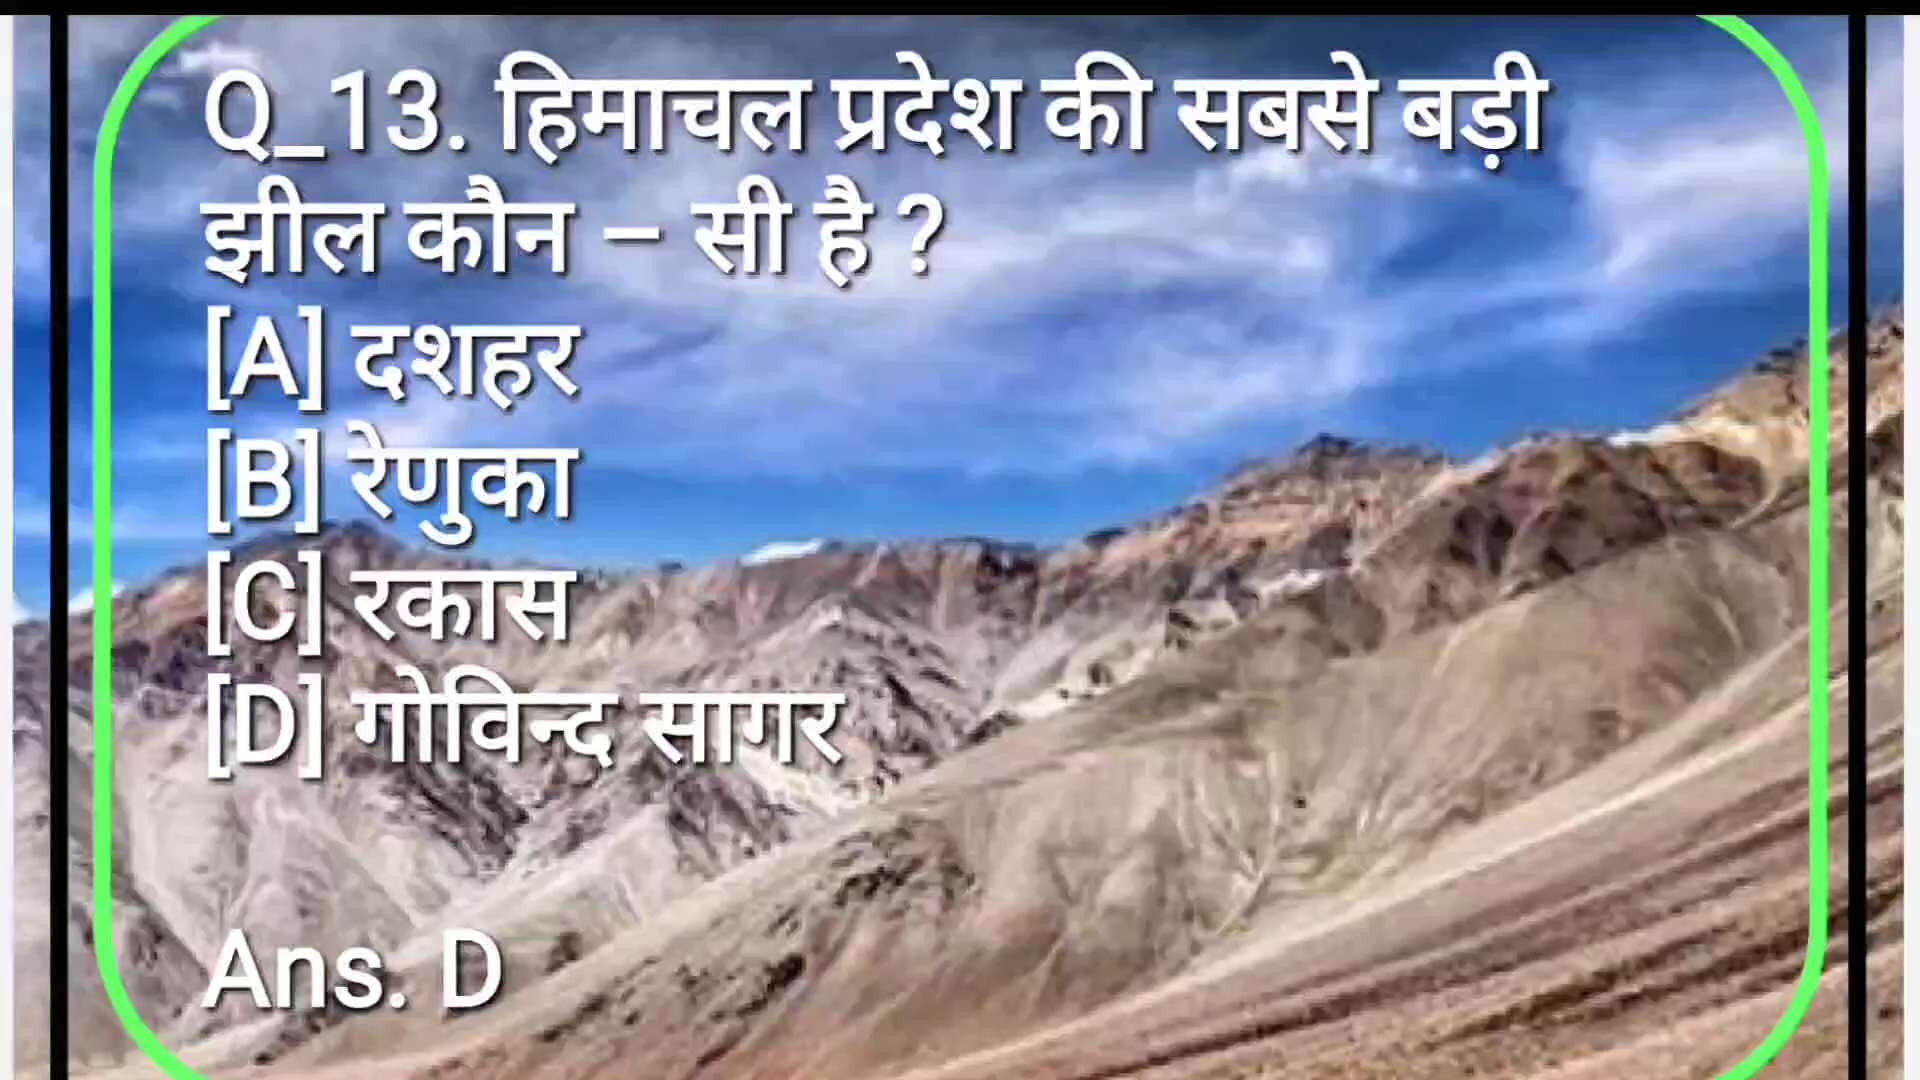 Q_13. हिमाचल प्रदेश की सबसे बड़ी
झील कौन – सी है ?
[A] दशहर
[B] रेणुका
[C] रकास
[D] गोविन्द सागर
Ans. D